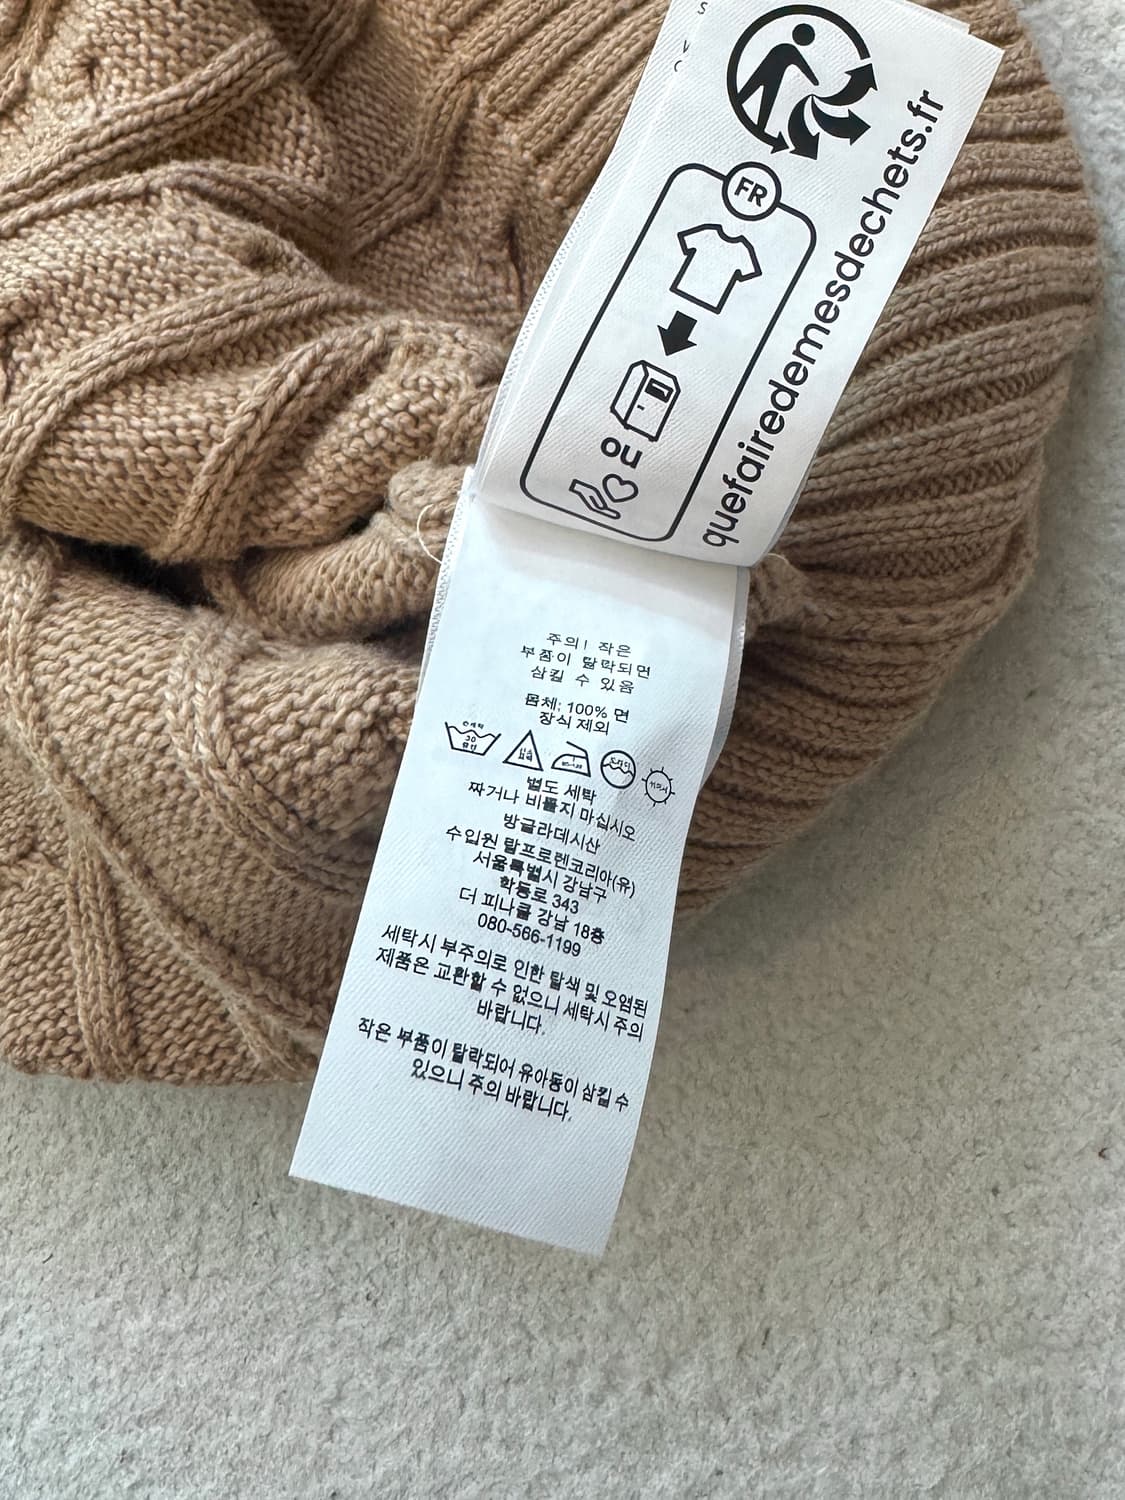 FR
OU
quefairedemesdechets.fr
주의! 작은
부품이 탈락되면
삼킬 수 있음
몸체: 100% 면
장식 제외
손세탁
30
중성
별도 세탁
짜거나 비틀지 마십시오
방글라데시산
수입원 랄프로렌코리아(유)
서울특별시 강남구
학동로 343
더 피나클 강남 18층
080-566-1199
세탁시 부주의로 인한 탈색 및 오염된
제품은 교환할 수 없으니 세탁시 주의
바랍니다.
작은 부품이 탈락되어 유아동이 삼킬 수
있으니 주의 바랍니다.